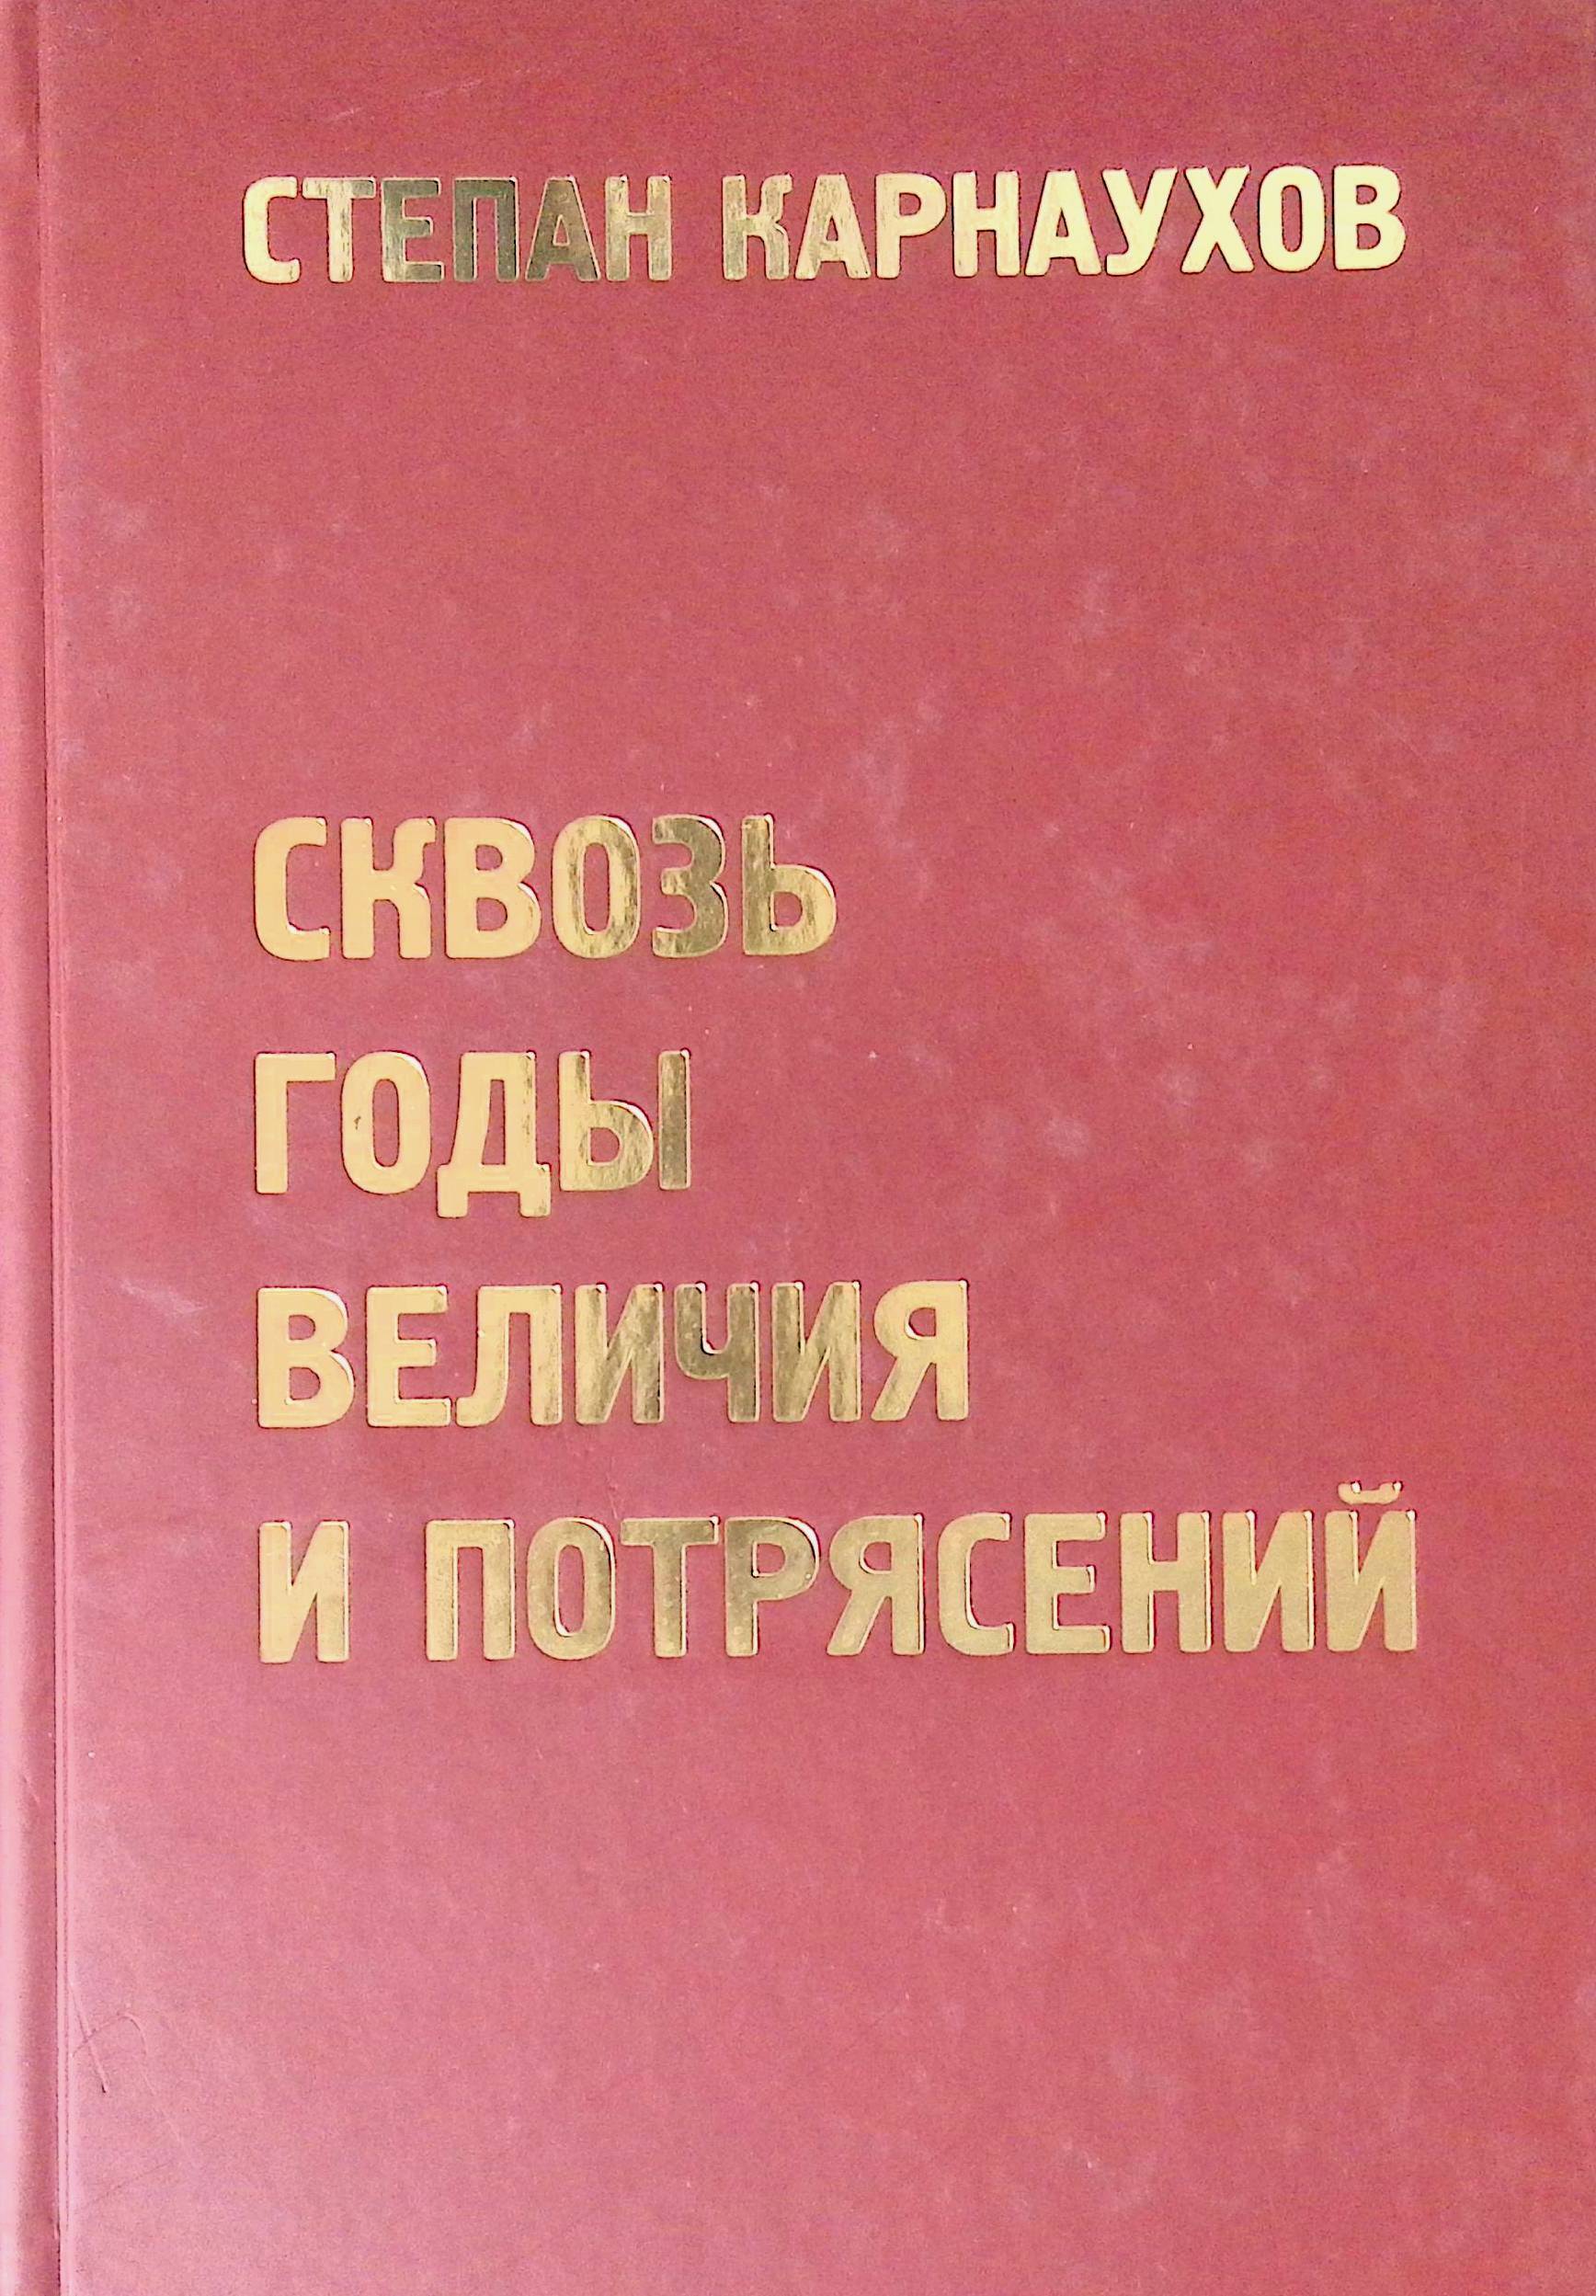 СТЕПАН КАРНАУХОВ
СКВОЗЬ
ГОДЫ
ВЕЛИЧИЯ
И ПОТРЯСЕНИЙ